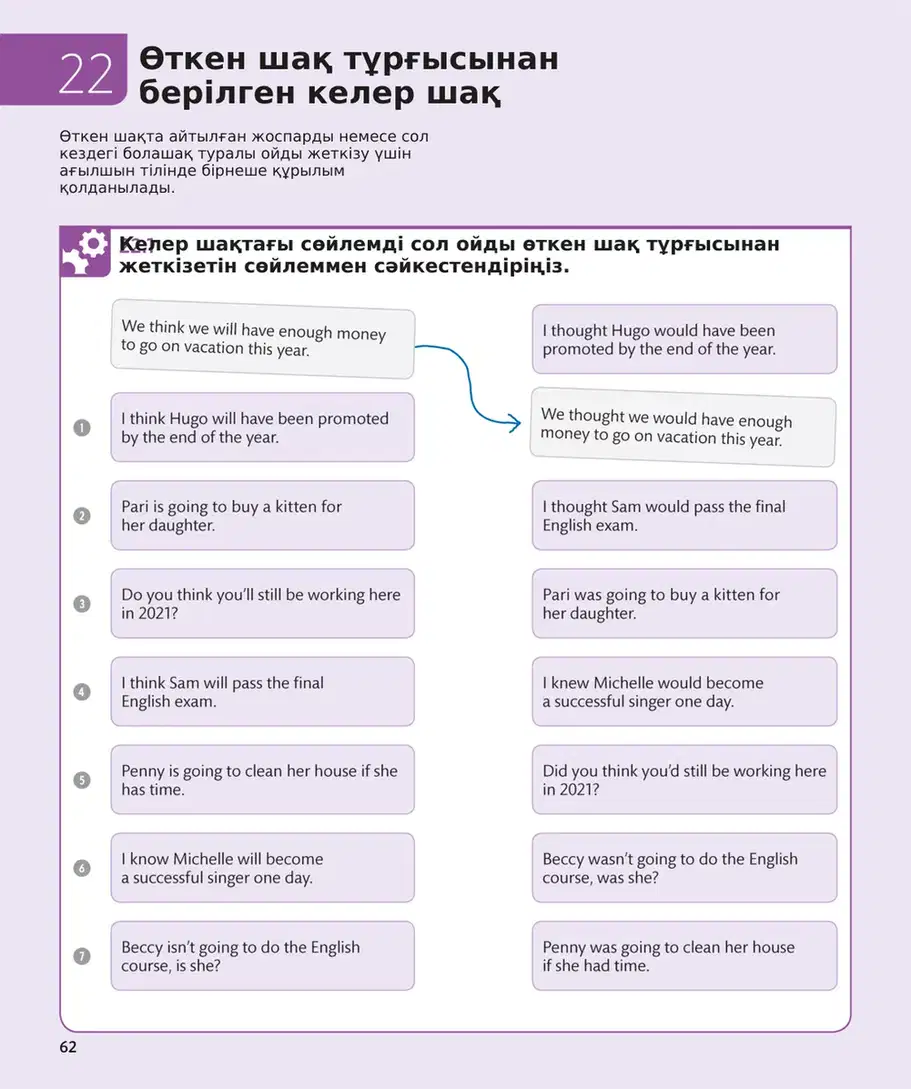 22
Өткен шақ тұрғысынан
берілген келер шақ
Өткен шақта айтылған жоспарды немесе сол
кездегі болашақ туралы ойды жеткізу үшін
ағылшын тілінде бірнеше құрылым
қолданылады.
Келер шақтағы сөйлемді сол ойды өткен шақ тұрғысынан
жеткізетін сөйлеммен сәйкестендіріңіз.
We think we will have enough money
to go on vacation this year.
I thought Hugo would have been
promoted by the end of the year.
1
I think Hugo will have been promoted
by the end of the year.
We thought we would have enough
money to go on vacation this year.
2
Pari is going to buy a kitten for
her daughter.
I thought Sam would pass the final
English exam.
3
Do you think you’ll still be working here
in 2021?
Pari was going to buy a kitten for
her daughter.
4
I think Sam will pass the final
English exam.
I knew Michelle would become
a successful singer one day.
5
Penny is going to clean her house if she
has time.
Did you think you’d still be working here
in 2021?
6
I know Michelle will become
a successful singer one day.
Beccy wasn’t going to do the English
course, was she?
7
Beccy isn’t going to do the English
course, is she?
Penny was going to clean her house
if she had time.
62